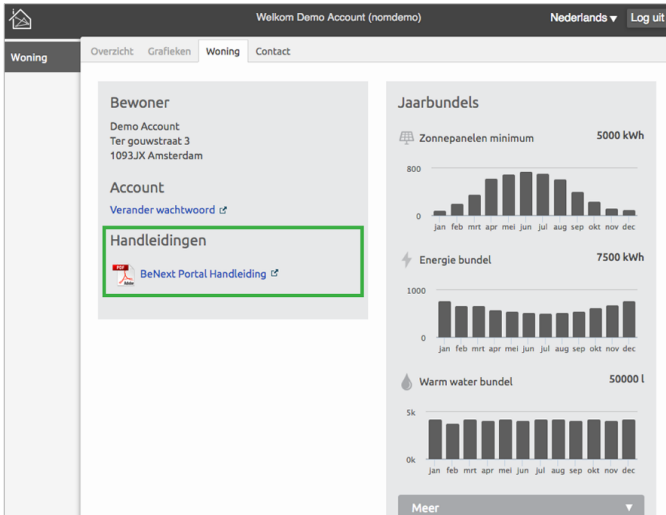 Welkom Demo Account (nomdemo)
Nederlands ▾
Log uit
Woning
Overzicht Grafieken Woning Contact
Bewoner
Demo Account
Ter gouwstraat 3
1093JX Amsterdam
Account
Verander wachtwoord
Handleidingen
PDF
Adobe
BeNext Portal Handleiding
Jaarbundels
Zonnepanelen minimum 5000 kWh
800
0
jan feb mrt apr mei jun jul aug sep okt nov dec
Energie bundel 7500 kWh
1000
0
jan feb mrt apr mei jun jul aug sep okt nov dec
Warm water bundel 50000 l
5k
0k
jan feb mrt apr mei jun jul aug sep okt nov dec
Meer ▼